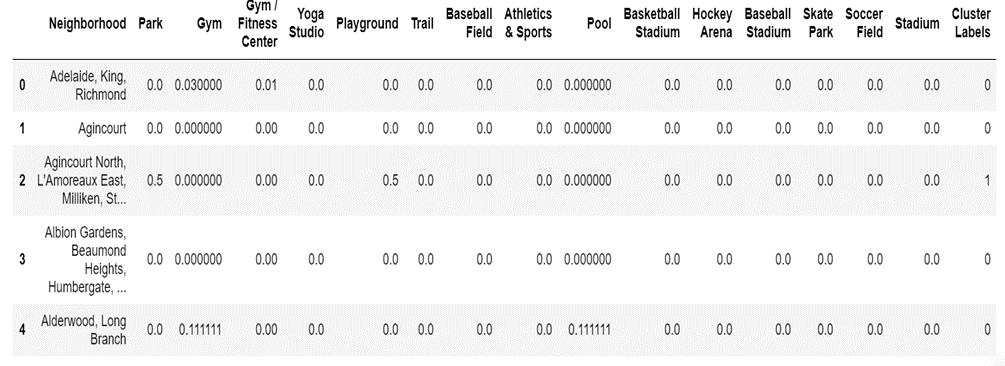 Neighborhood Park Gym Gym / Fitness Center Yoga Studio Playground Trail Baseball Field Athletics & Sports Pool Basketball Stadium Hockey Arena Baseball Stadium Skate Park Soccer Field Stadium Cluster Labels
0 Adelaide, King, Richmond 0.0 0.030000 0.01 0.0 0.0 0.0 0.0 0.0 0.000000 0.0 0.0 0.0 0.0 0.0 0.0 0
1 Agincourt 0.0 0.000000 0.00 0.0 0.0 0.0 0.0 0.0 0.000000 0.0 0.0 0.0 0.0 0.0 0.0 0
2 Agincourt North, L'Amoreaux East, Milliken, St... 0.5 0.000000 0.00 0.0 0.5 0.0 0.0 0.0 0.000000 0.0 0.0 0.0 0.0 0.0 0.0 1
3 Albion Gardens, Beaumond Heights, Humbergate, ... 0.0 0.000000 0.00 0.0 0.0 0.0 0.0 0.0 0.000000 0.0 0.0 0.0 0.0 0.0 0.0 0
4 Alderwood, Long Branch 0.0 0.111111 0.00 0.0 0.0 0.0 0.0 0.0 0.111111 0.0 0.0 0.0 0.0 0.0 0.0 0